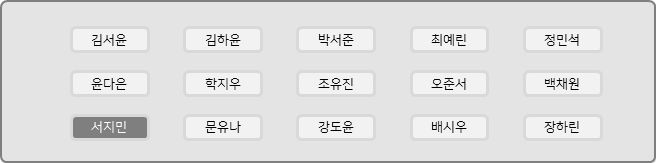 김서윤 김하윤 박서준 최예린 정민석
윤다은 학지우 조유진 오준서 백채원
서지민 문유나 강도윤 배시우 장하린